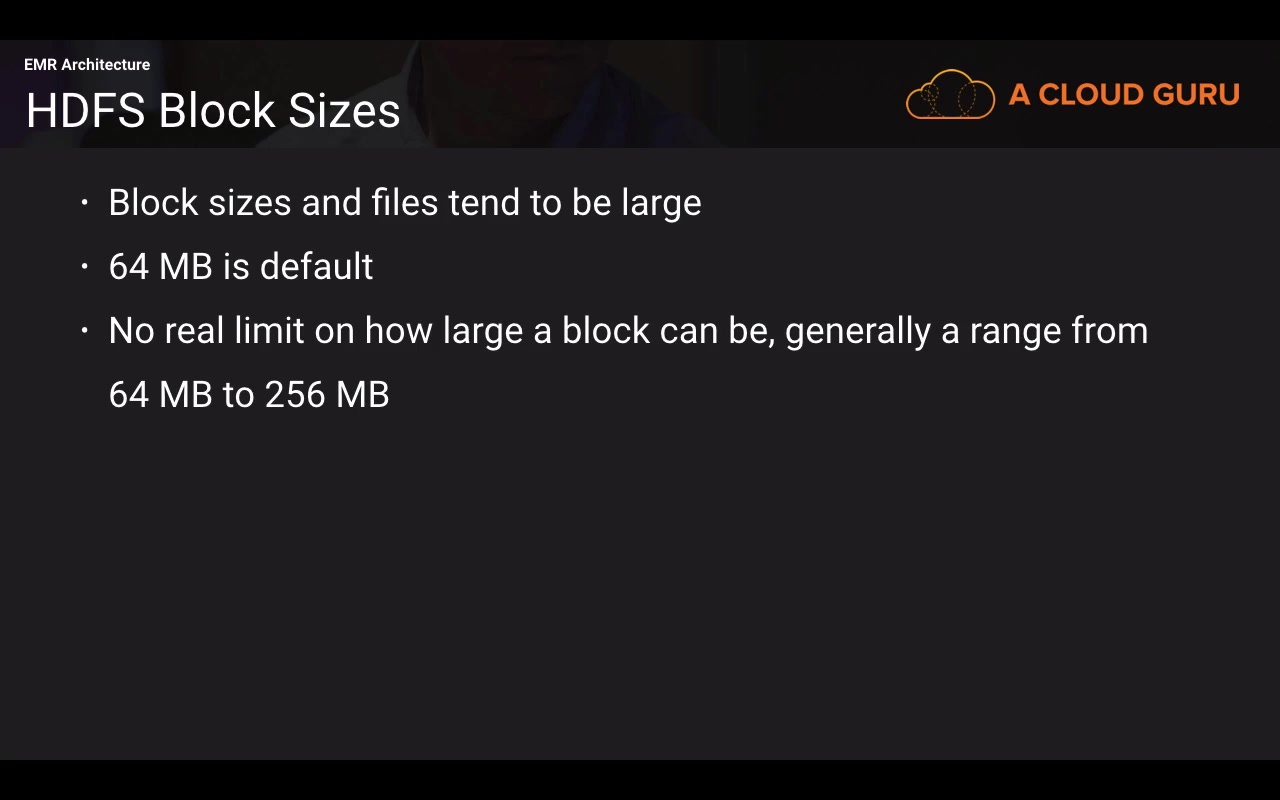 EMR Architecture
HDFS Block Sizes
A CLOUD GURU
• Block sizes and files tend to be large
• 64 MB is default
• No real limit on how large a block can be, generally a range from
64 MB to 256 MB